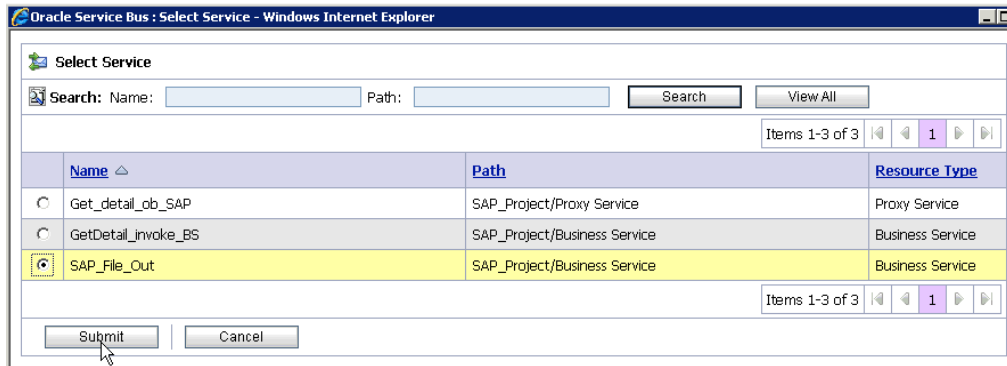 Oracle Service Bus : Select Service - Windows Internet Explorer
Select Service
Search: Name: Path: Search View All
Items 1-3 of 3 1
Name Path Resource Type
Get_detail_ob_SAP SAP_Project/Proxy Service Proxy Service
GetDetail_invoke_BS SAP_Project/Business Service Business Service
SAP_File_Out SAP_Project/Business Service Business Service
Items 1-3 of 3 1
Submit Cancel